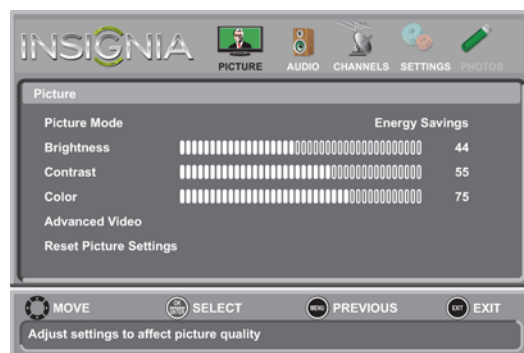 INSIGNIA
PICTURE AUDIO CHANNELS SETTINGS PHOTOS
Picture
Picture Mode Energy Savings
Brightness 44
Contrast 55
Color 75
Advanced Video
Reset Picture Settings
MOVE OK ENTER SELECT MENU PREVIOUS EXIT EXIT
Adjust settings to affect picture quality